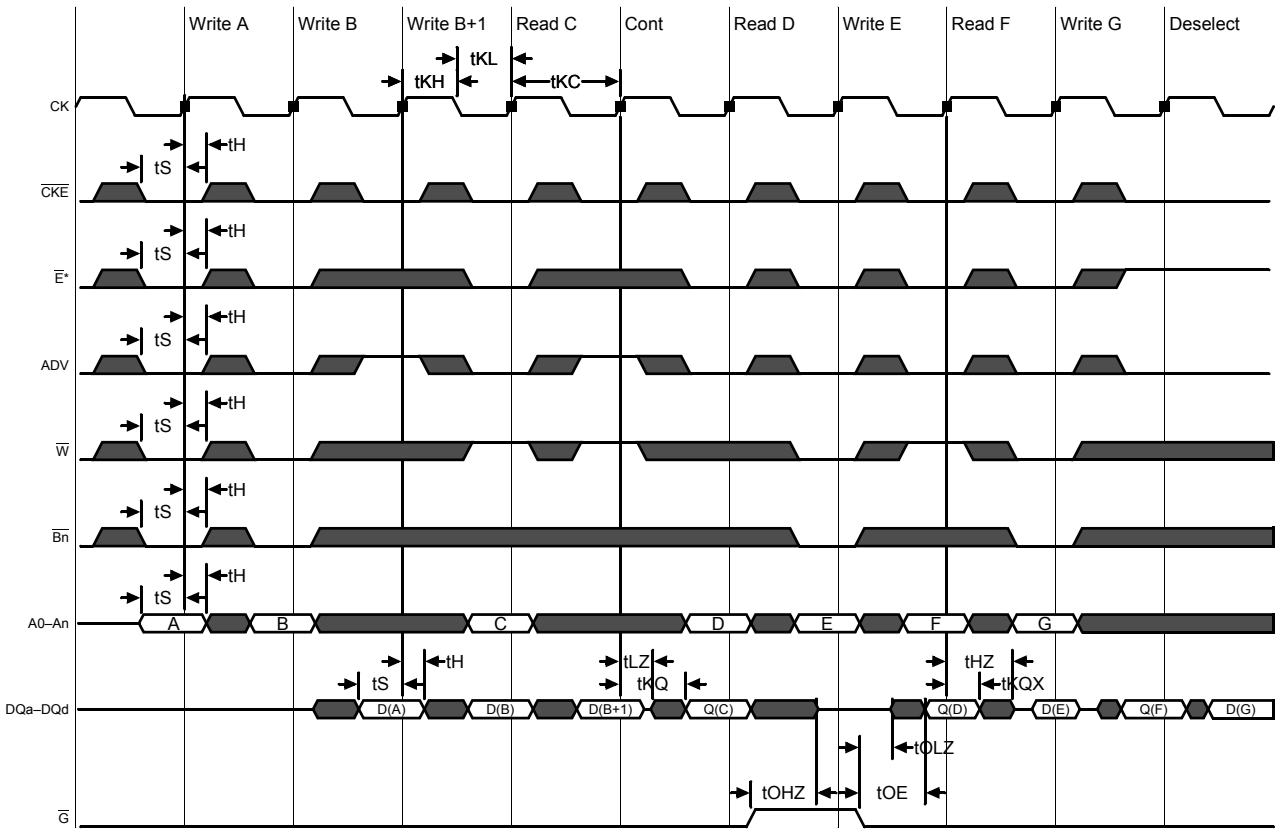 Write A Write B Write B+1 Read C Cont Read D Write E Read F Write G Deselect
tKL
tKH tKC
CK
tH
tS
CKE
tH
tS
E*
tH
tS
ADV
tH
tS
W
tH
tS
Bn
tH
tS
A0–An A B C D E F G
tH tLZ tHZ
tS tKQ tKQX
DQa–DQd D(A) D(B) D(B+1) Q(C) Q(D) D(E) Q(F) D(G)
tOLZ
tOHZ tOE
G